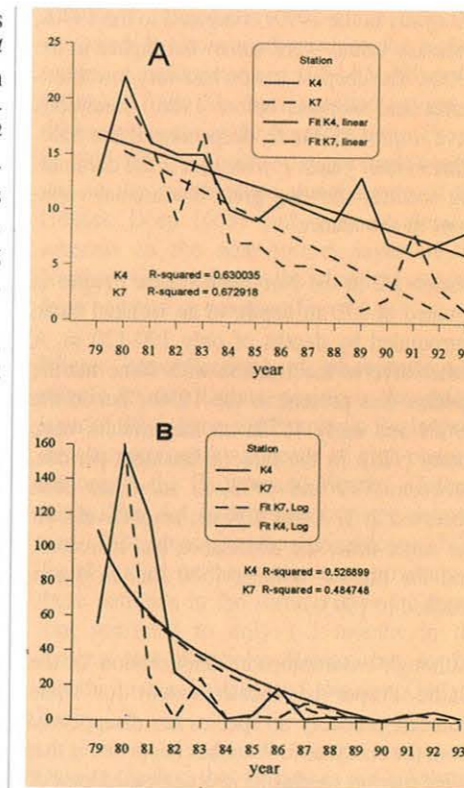 A
Station
K4
K7
Fit K4, linear
Fit K7, linear
25
20
15
10
5
0
K4 R-squared = 0.630035
K7 R-squared = 0.672918
79 80 81 82 83 84 85 86 87 88 89 90 91 92 9
year
B
Station
K4
K7
Fit K7, Log
Fit K4, Log
160
140
120
100
80
60
40
20
0
K4 R-squared = 0.526899
K7 R-squared = 0.484748
79 80 81 82 83 84 85 86 87 88 89 90 91 92 93
year